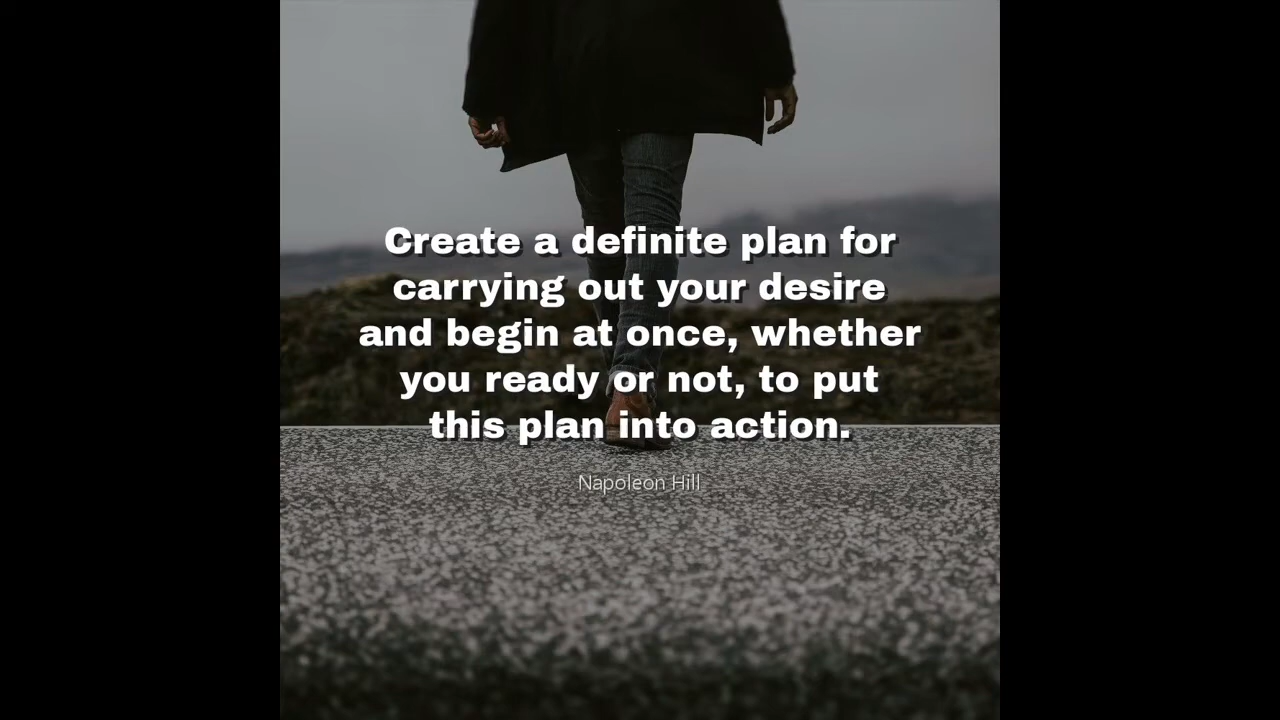 Create a definite plan for
carrying out your desire
and begin at once, whether
you ready or not, to put
this plan into action.
Napoleon Hill